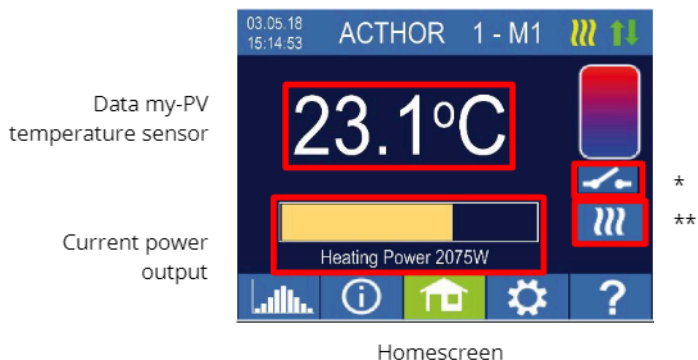 03.05.18
15:14:53
ACTHOR 1 - M1
Data my-PV
temperature sensor
23.1°C
*
**
Current power
output
Heating Power 2075W
?
Homescreen